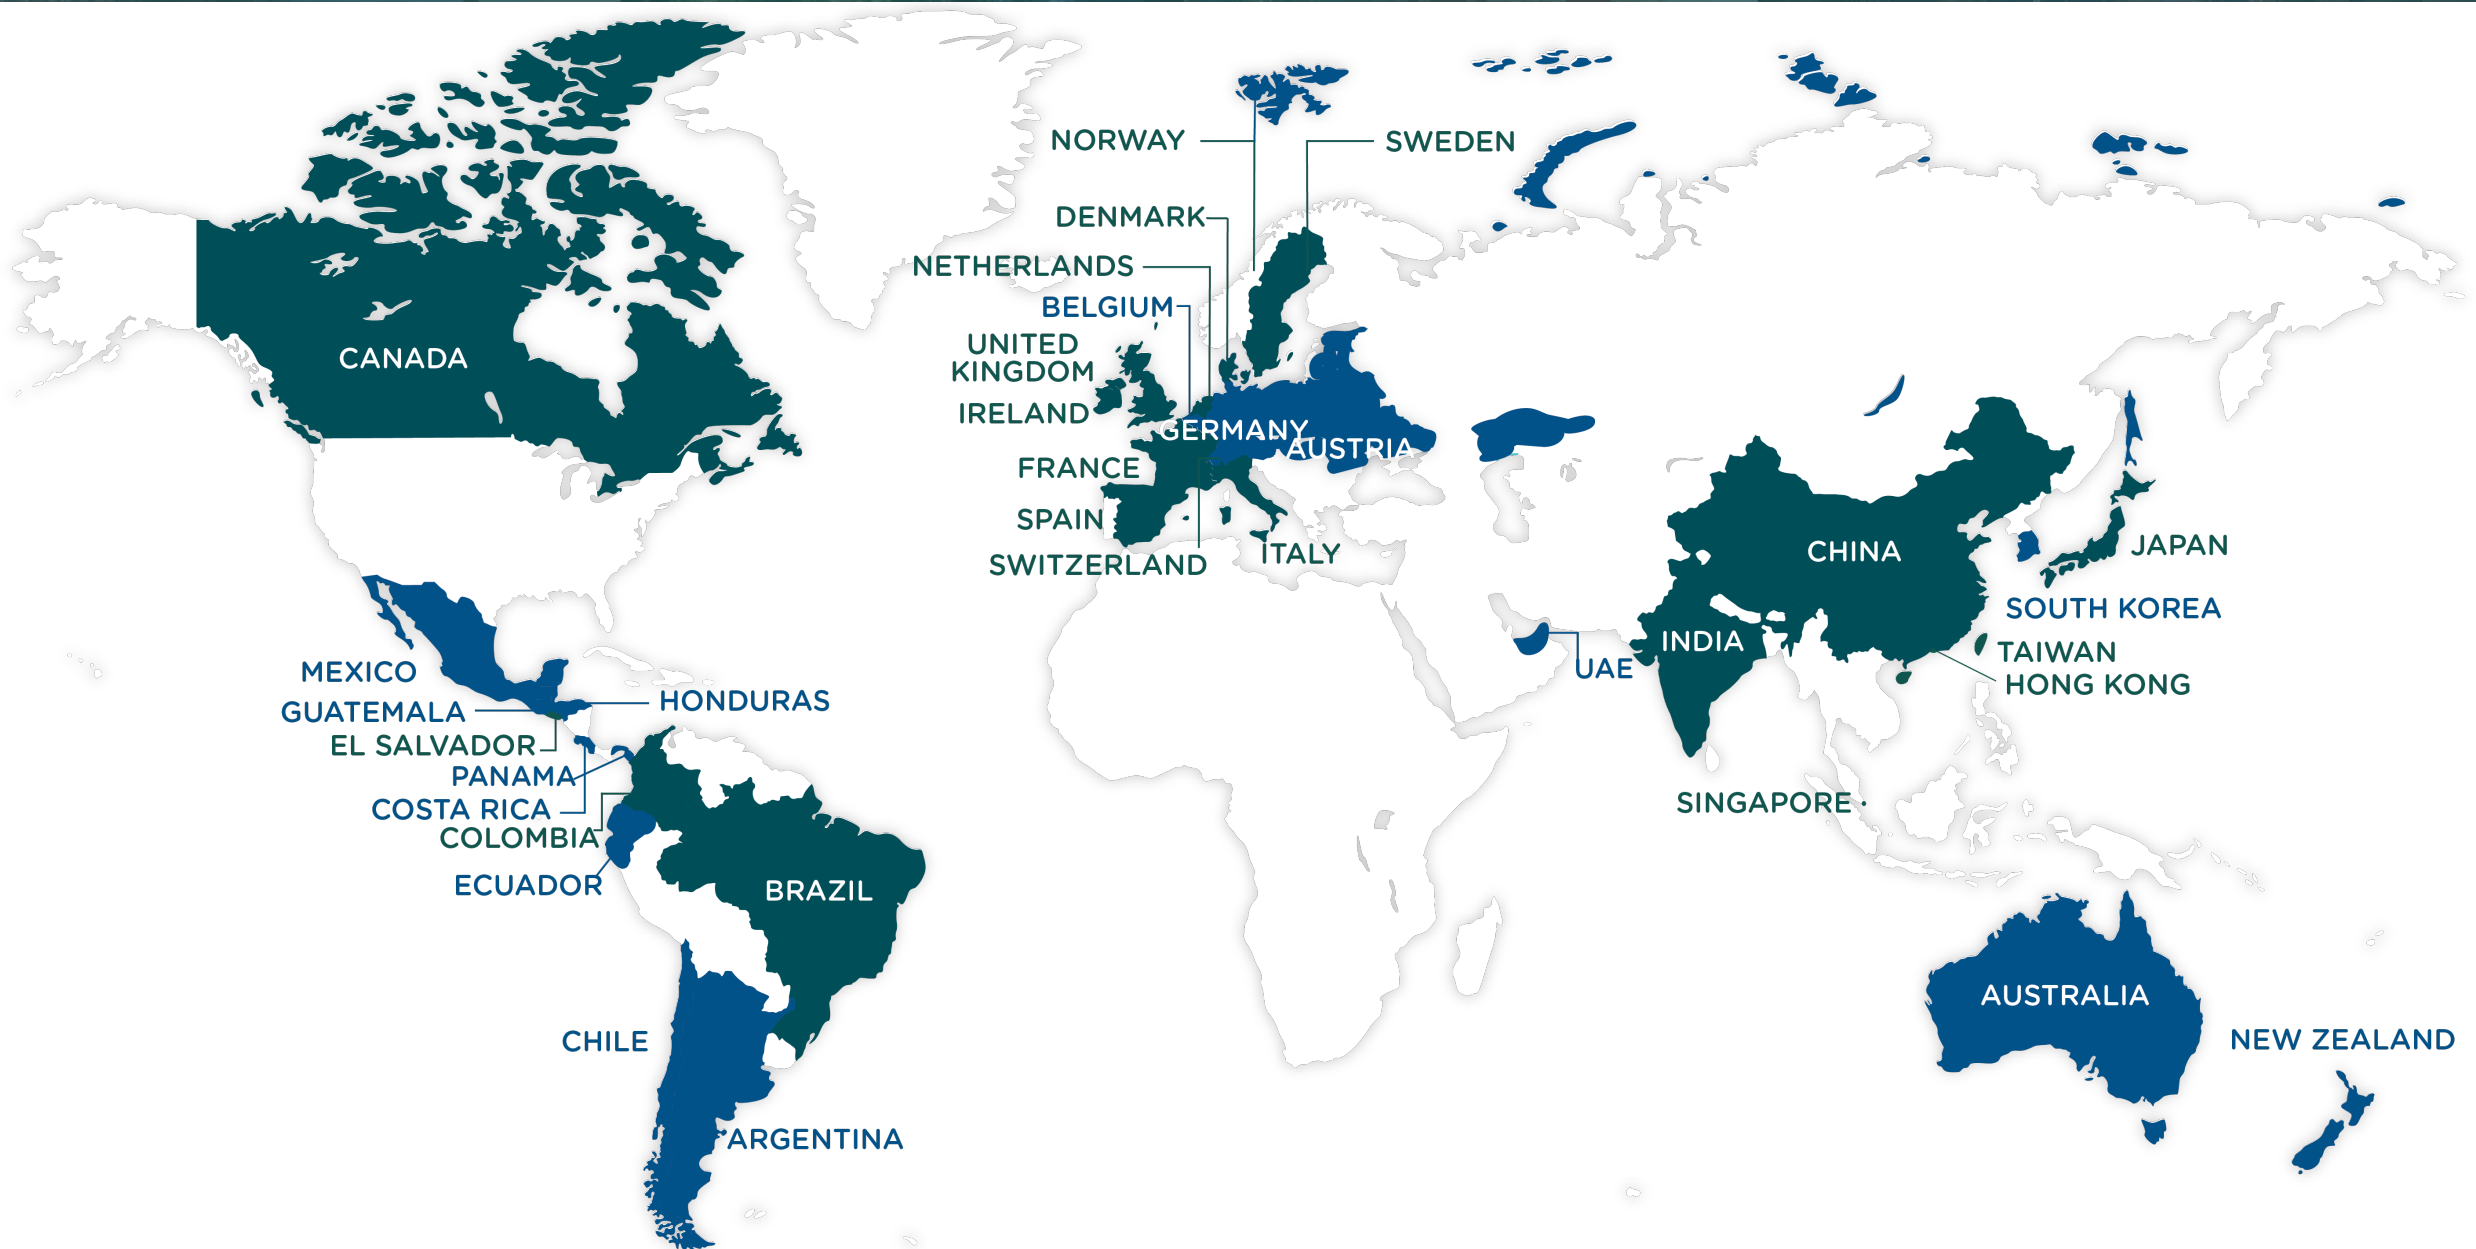 NORWAY
SWEDEN
DENMARK
NETHERLANDS
BELGIUM
UNITED
KINGDOM
IRELAND
GERMANY
AUSTRIA
FRANCE
SPAIN
SWITZERLAND
ITALY
CANADA
MEXICO
GUATEMALA
HONDURAS
EL SALVADOR
PANAMA
COSTA RICA
COLOMBIA
ECUADOR
BRAZIL
CHILE
ARGENTINA
CHINA
JAPAN
SOUTH KOREA
INDIA
TAIWAN
HONG KONG
UAE
SINGAPORE
AUSTRALIA
NEW ZEALAND